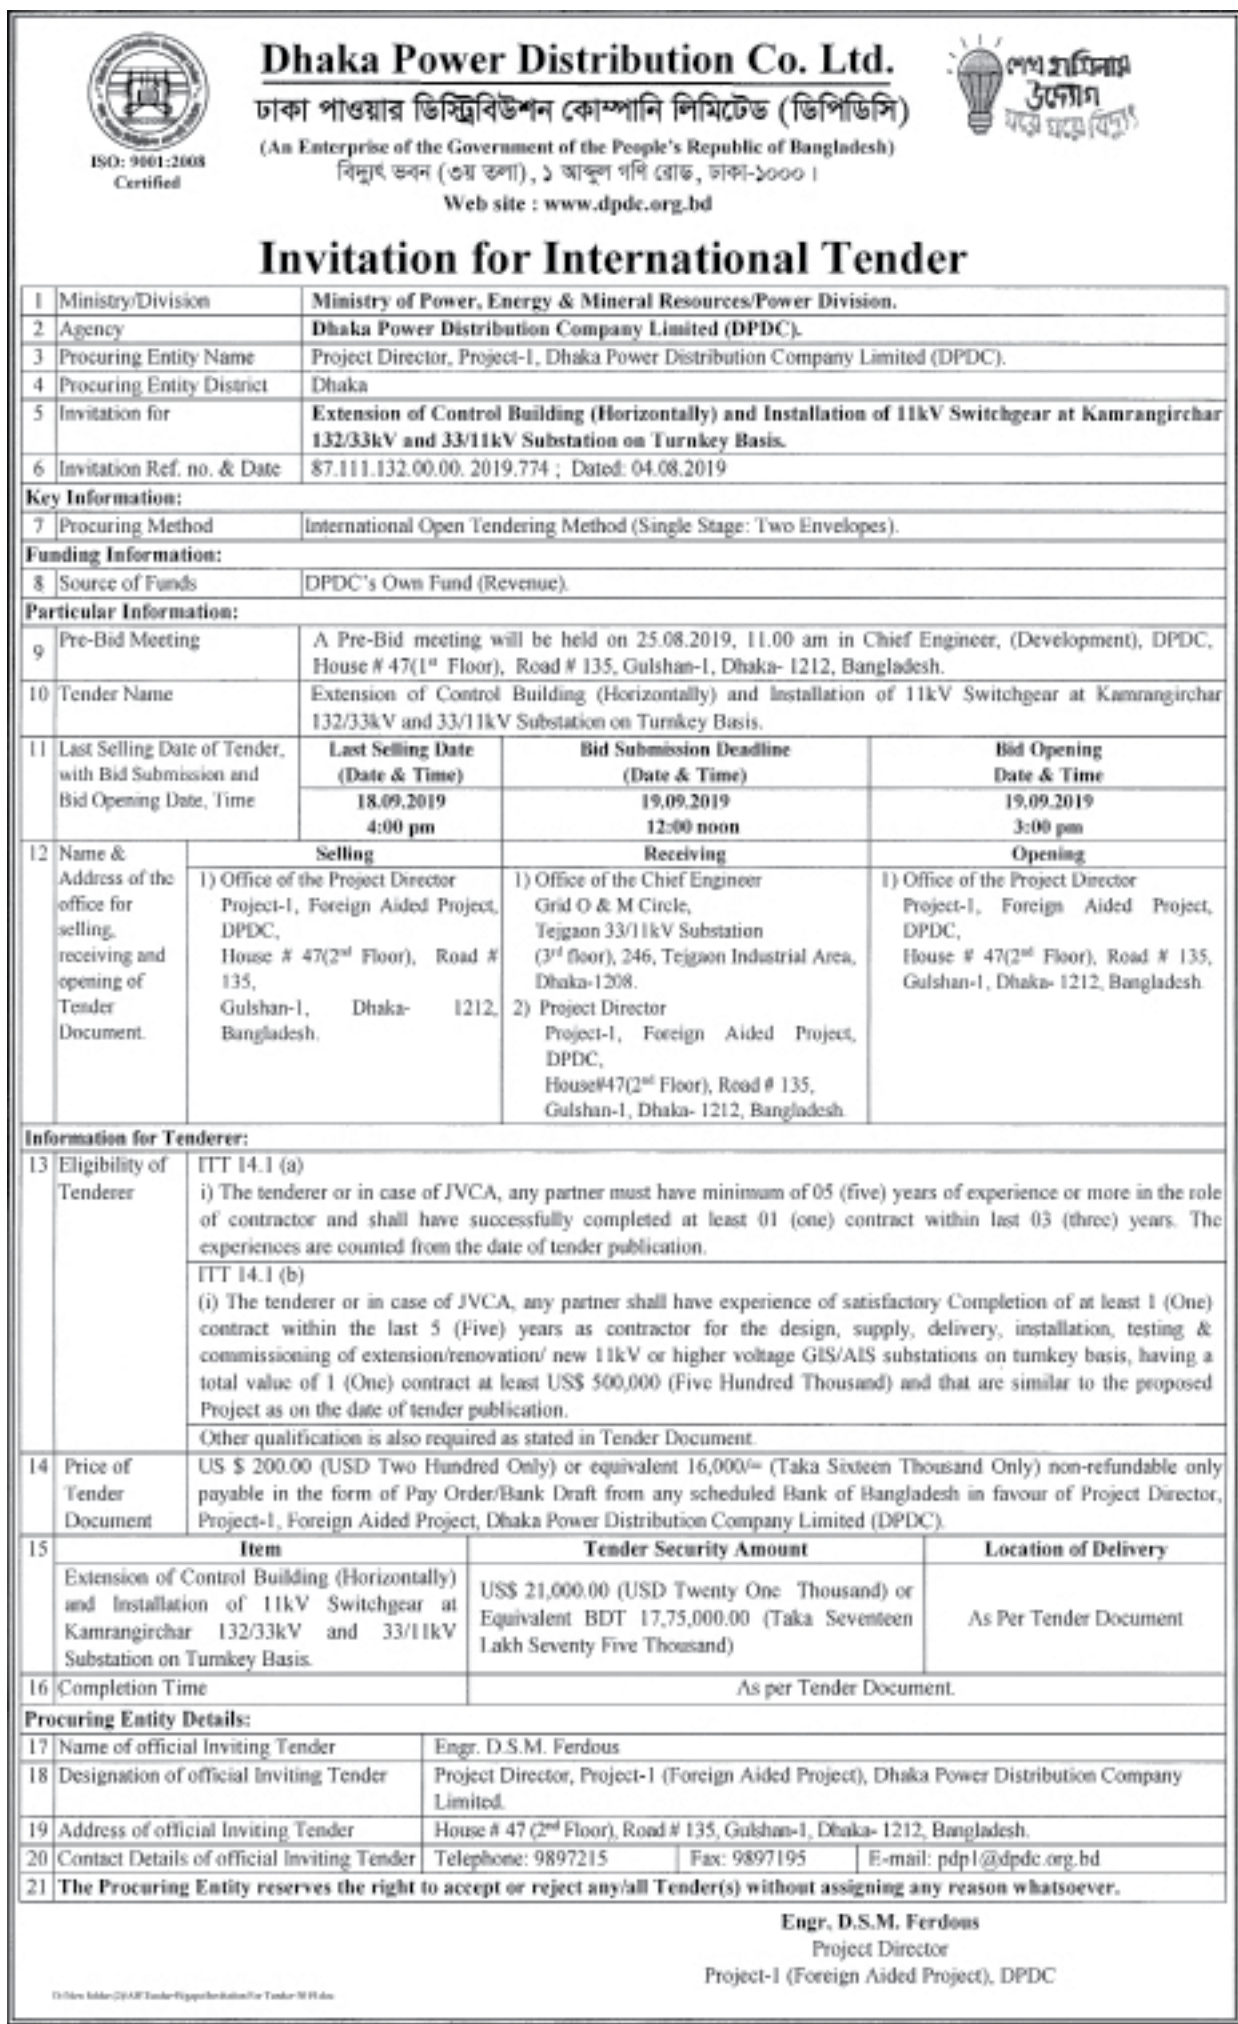 Dhaka Power Distribution Co. Ltd.
ঢাকা পাওয়ার ডিস্ট্রিবিউশন কোম্পানি লিমিটেড (ডিপিডিসি)
(An Enterprise of the Government of the People's Republic of Bangladesh)
বিদ্যুৎ ভবন (৩য় তলা), ১ আব্দুল গণি রোড, ঢাকা-১০০০।
Web site : www.dpdc.org.bd
ISO: 9001:2008
Certified
শেখ হাসিনার
উদ্যোগ
ঘরে ঘরে বিদ্যুৎ
Invitation for International Tender
1 Ministry/Division Ministry of Power, Energy & Mineral Resources/Power Division.
2 Agency Dhaka Power Distribution Company Limited (DPDC).
3 Procuring Entity Name Project Director, Project-1, Dhaka Power Distribution Company Limited (DPDC).
4 Procuring Entity District Dhaka
5 Invitation for Extension of Control Building (Horizontally) and Installation of 11kV Switchgear at Kamrangirchar
132/33kV and 33/11kV Substation on Turnkey Basis.
6 Invitation Ref. no. & Date 87.111.132.00.00. 2019.774 ; Dated: 04.08.2019
Key Information:
7 Procuring Method International Open Tendering Method (Single Stage: Two Envelopes).
Funding Information:
8 Source of Funds DPDC's Own Fund (Revenue).
Particular Information:
9 Pre-Bid Meeting A Pre-Bid meeting will be held on 25.08.2019, 11.00 am in Chief Engineer, (Development), DPDC,
House # 47(1st Floor), Road # 135, Gulshan-1, Dhaka- 1212, Bangladesh.
10 Tender Name Extension of Control Building (Horizontally) and Installation of 11kV Switchgear at Kamrangirchar
132/33kV and 33/11kV Substation on Turnkey Basis.
11 Last Selling Date of Tender,
with Bid Submission and
Bid Opening Date, Time
Last Selling Date
(Date & Time)
18.09.2019
4:00 pm
Bid Submission Deadline
(Date & Time)
19.09.2019
12:00 noon
Bid Opening
Date & Time
19.09.2019
3:00 pm
12 Name &
Address of the
office for
selling,
receiving and
opening of
Tender
Document.
Selling
1) Office of the Project Director
Project-1, Foreign Aided Project,
DPDC,
House # 47(2nd Floor), Road #
135,
Gulshan-1, Dhaka- 1212,
Bangladesh.
Receiving
1) Office of the Chief Engineer
Grid O & M Circle,
Tejgaon 33/11kV Substation
(3rd floor), 246, Tejgaon Industrial Area,
Dhaka-1208.
2) Project Director
Project-1, Foreign Aided Project,
DPDC,
House#47(2nd Floor), Road # 135,
Gulshan-1, Dhaka- 1212, Bangladesh.
Opening
1) Office of the Project Director
Project-1, Foreign Aided Project,
DPDC,
House # 47(2nd Floor), Road # 135,
Gulshan-1, Dhaka- 1212, Bangladesh.
Information for Tenderer:
13 Eligibility of
Tenderer
ITT 14.1 (a)
i) The tenderer or in case of JVCA, any partner must have minimum of 05 (five) years of experience or more in the role
of contractor and shall have successfully completed at least 01 (one) contract within last 03 (three) years. The
experiences are counted from the date of tender publication.
ITT 14.1 (b)
(i) The tenderer or in case of JVCA, any partner shall have experience of satisfactory Completion of at least 1 (One)
contract within the last 5 (Five) years as contractor for the design, supply, delivery, installation, testing &
commissioning of extension/renovation/ new 11kV or higher voltage GIS/AIS substations on turnkey basis, having a
total value of 1 (One) contract at least US$ 500,000 (Five Hundred Thousand) and that are similar to the proposed
Project as on the date of tender publication.
Other qualification is also required as stated in Tender Document.
14 Price of
Tender
Document
US $ 200.00 (USD Two Hundred Only) or equivalent 16,000/= (Taka Sixteen Thousand Only) non-refundable only
payable in the form of Pay Order/Bank Draft from any scheduled Bank of Bangladesh in favour of Project Director,
Project-1, Foreign Aided Project, Dhaka Power Distribution Company Limited (DPDC).
15 Item Tender Security Amount Location of Delivery
Extension of Control Building (Horizontally)
and Installation of 11kV Switchgear at
Kamrangirchar 132/33kV and 33/11kV
Substation on Turnkey Basis.
US$ 21,000.00 (USD Twenty One Thousand) or
Equivalent BDT 17,75,000.00 (Taka Seventeen
Lakh Seventy Five Thousand)
As Per Tender Document
16 Completion Time As per Tender Document.
Procuring Entity Details:
17 Name of official Inviting Tender Engr. D.S.M. Ferdous
18 Designation of official Inviting Tender Project Director, Project-1 (Foreign Aided Project), Dhaka Power Distribution Company
Limited.
19 Address of official Inviting Tender House # 47 (2nd Floor), Road # 135, Gulshan-1, Dhaka- 1212, Bangladesh.
20 Contact Details of official Inviting Tender Telephone: 9897215 Fax: 9897195 E-mail: pdp1@dpdc.org.bd
21 The Procuring Entity reserves the right to accept or reject any/all Tender(s) without assigning any reason whatsoever.
Engr. D.S.M. Ferdous
Project Director
Project-1 (Foreign Aided Project), DPDC